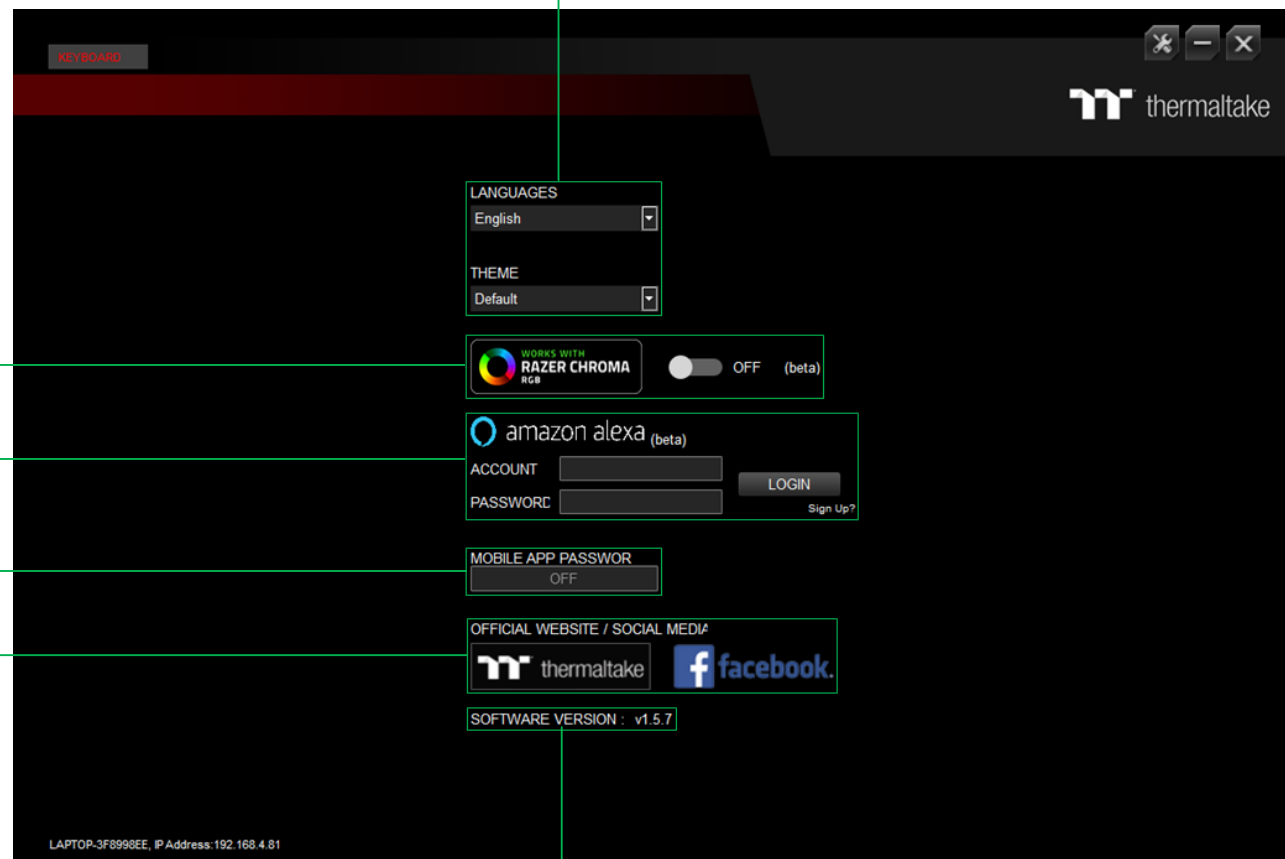 KEYBOARD
thermaltake
LANGUAGES
English
THEME
Default
WORKS WITH
RAZER CHROMA
RGB
OFF (beta)
amazon alexa (beta)
ACCOUNT
LOGIN
PASSWORD
Sign Up?
MOBILE APP PASSWOR
OFF
OFFICIAL WEBSITE / SOCIAL MEDIA
thermaltake
f facebook.
SOFTWARE VERSION : v1.5.7
LAPTOP-3F8998EE, IP Address:192.168.4.81